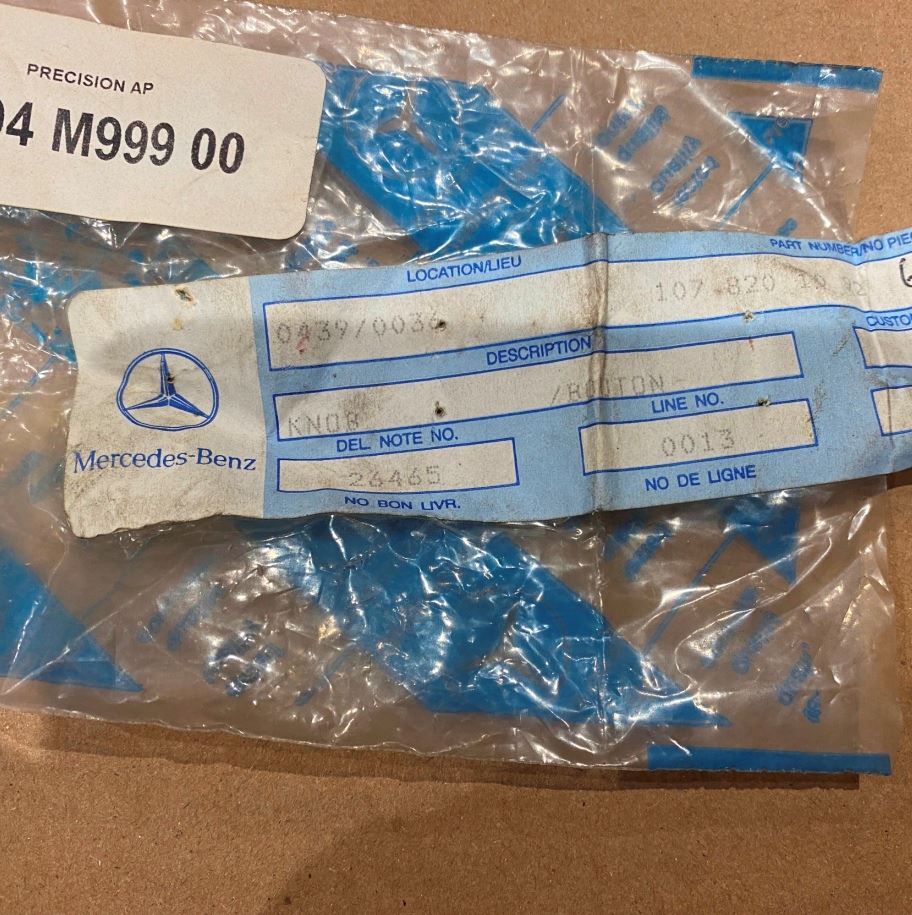 PRECISION AP
04 M999 00
LOCATION/LIEU
PART NUMBER/NO PIE
0439/0036
107 820 10 92
DESCRIPTION
CUSTO
KNOB /BOUTON
DEL. NOTE NO.
LINE NO.
26465
0013
NO BON LIVR.
NO DE LIGNE
Mercedes-Benz